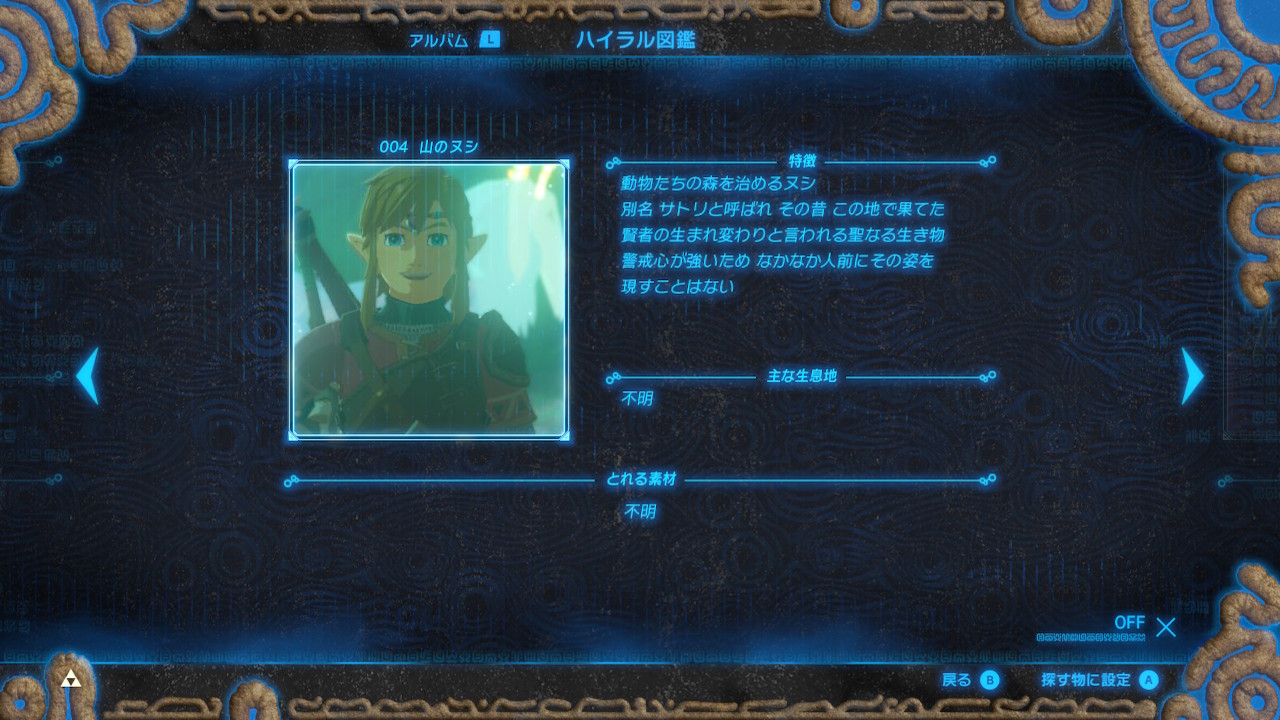 アルバム L
ハイラル図鑑
004 山のヌシ
特徴
動物たちの森を治めるヌシ
別名 サトリと呼ばれ その昔 この地で果てた
賢者の生まれ変わりと言われる聖なる生き物
警戒心が強いため なかなか人前にその姿を
現すことはない
主な生息地
不明
とれる素材
不明
OFF
戻る B
探す物に設定 A